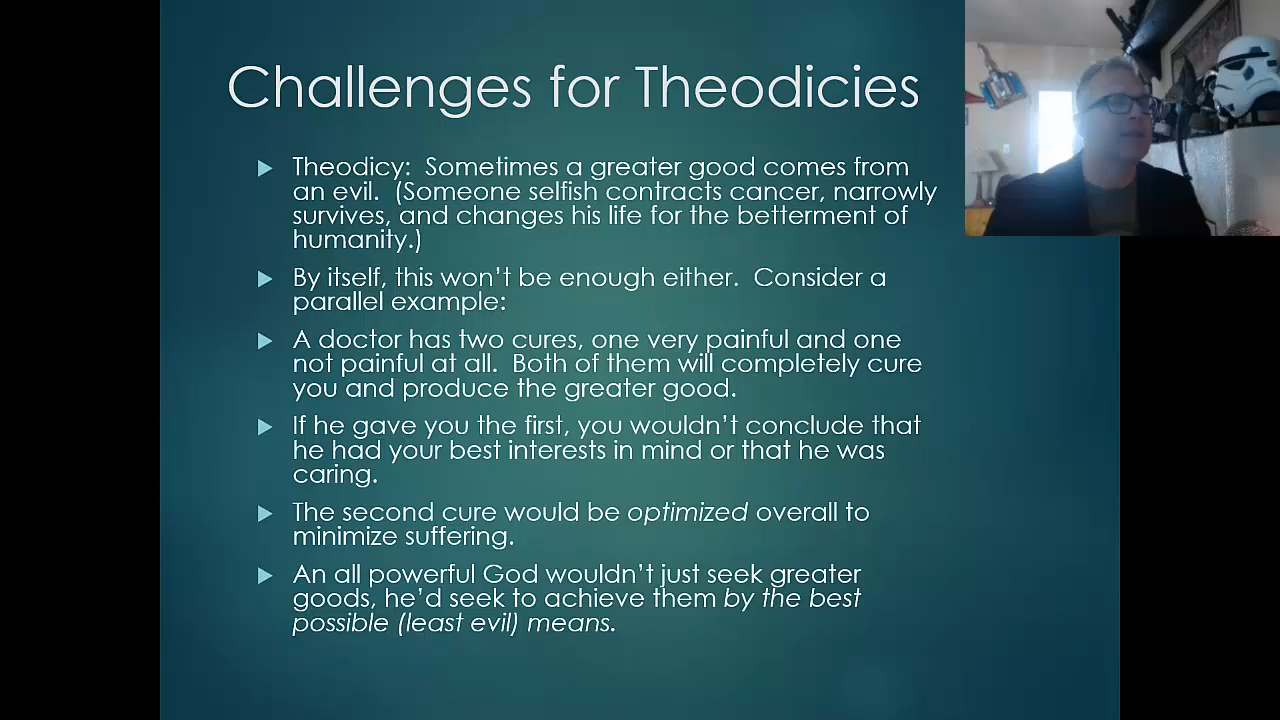 Challenges for Theodicies
Theodicy:  Sometimes a greater good comes from
an evil.  (Someone selfish contracts cancer, narrowly
survives, and changes his life for the betterment of
humanity.)
By itself, this won't be enough either.  Consider a
parallel example:
A doctor has two cures, one very painful and one
not painful at all.  Both of them will completely cure
you and produce the greater good.
If he gave you the first, you wouldn't conclude that
he had your best interests in mind or that he was
caring.
The second cure would be optimized overall to
minimize suffering.
An all powerful God wouldn't just seek greater
goods, he'd seek to achieve them by the best
possible (least evil) means.